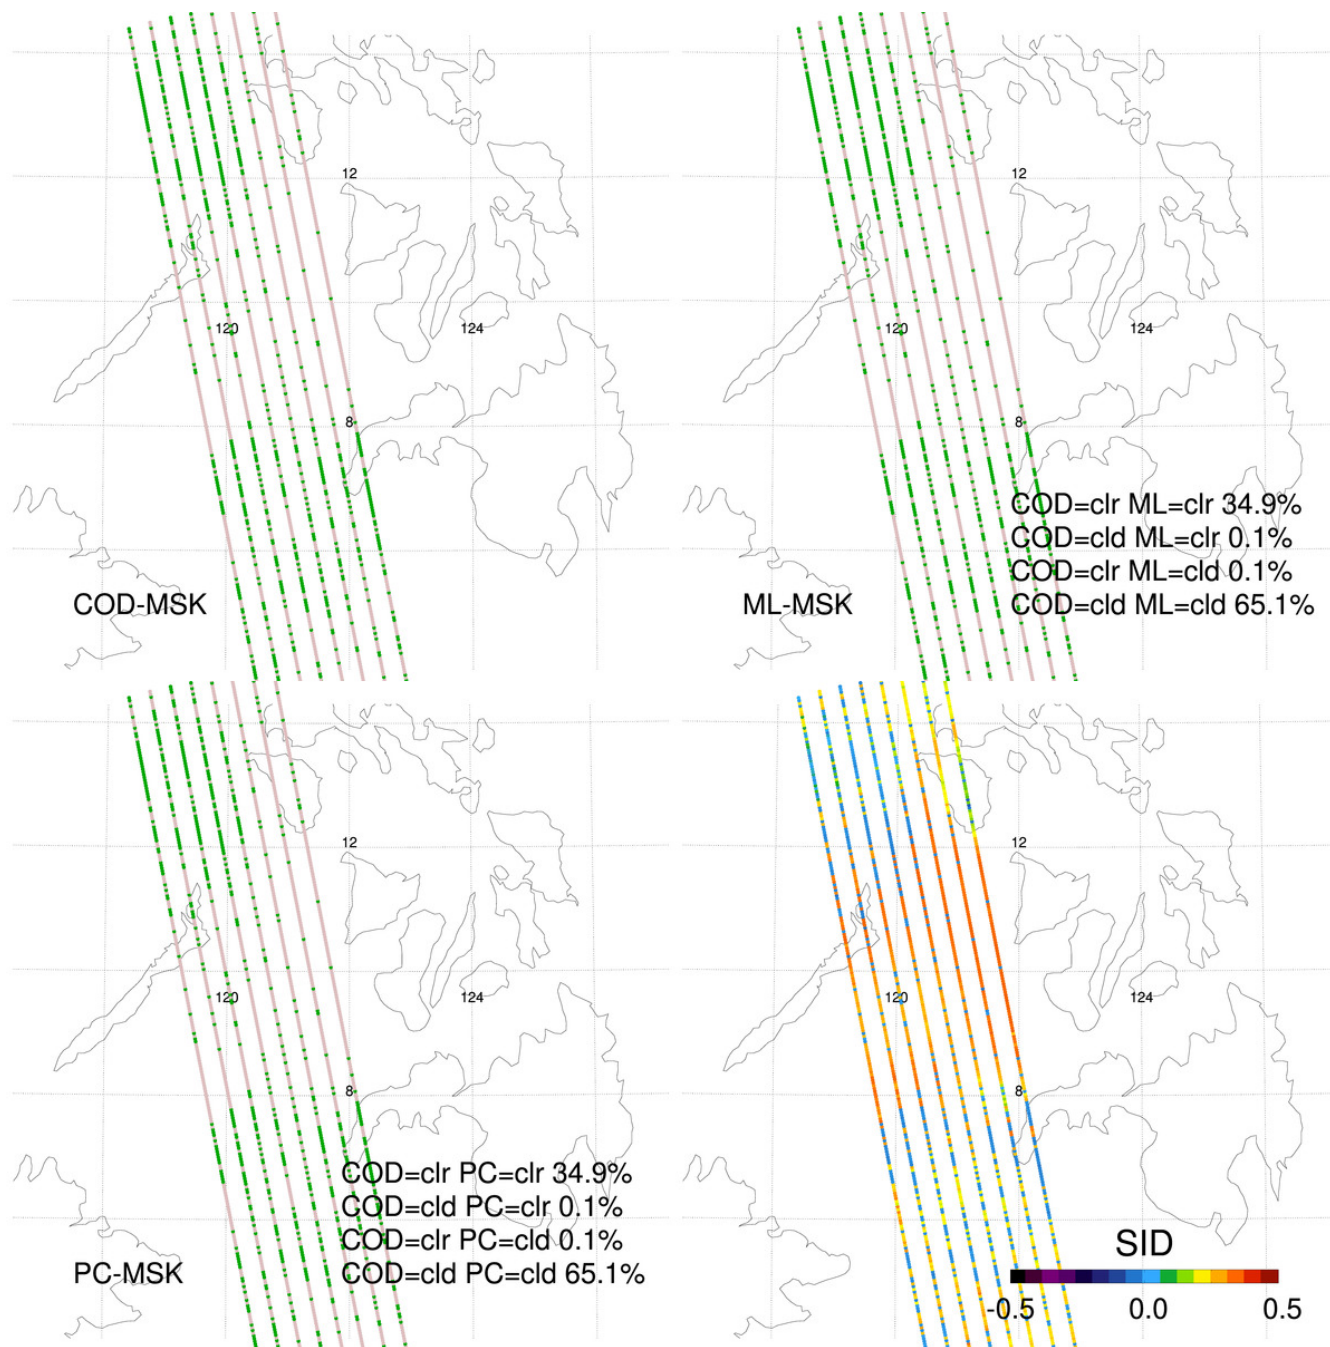 12
120
124
8
COD-MSK
12
120
124
8
COD=clr ML=clr 34.9%
COD=cld ML=clr 0.1%
COD=clr ML=cld 0.1%
COD=cld ML=cld 65.1%
ML-MSK
12
120
124
8
COD=clr PC=clr 34.9%
COD=cld PC=clr 0.1%
COD=clr PC=cld 0.1%
COD=cld PC=cld 65.1%
PC-MSK
12
120
124
8
SID
-0.5 0.0 0.5